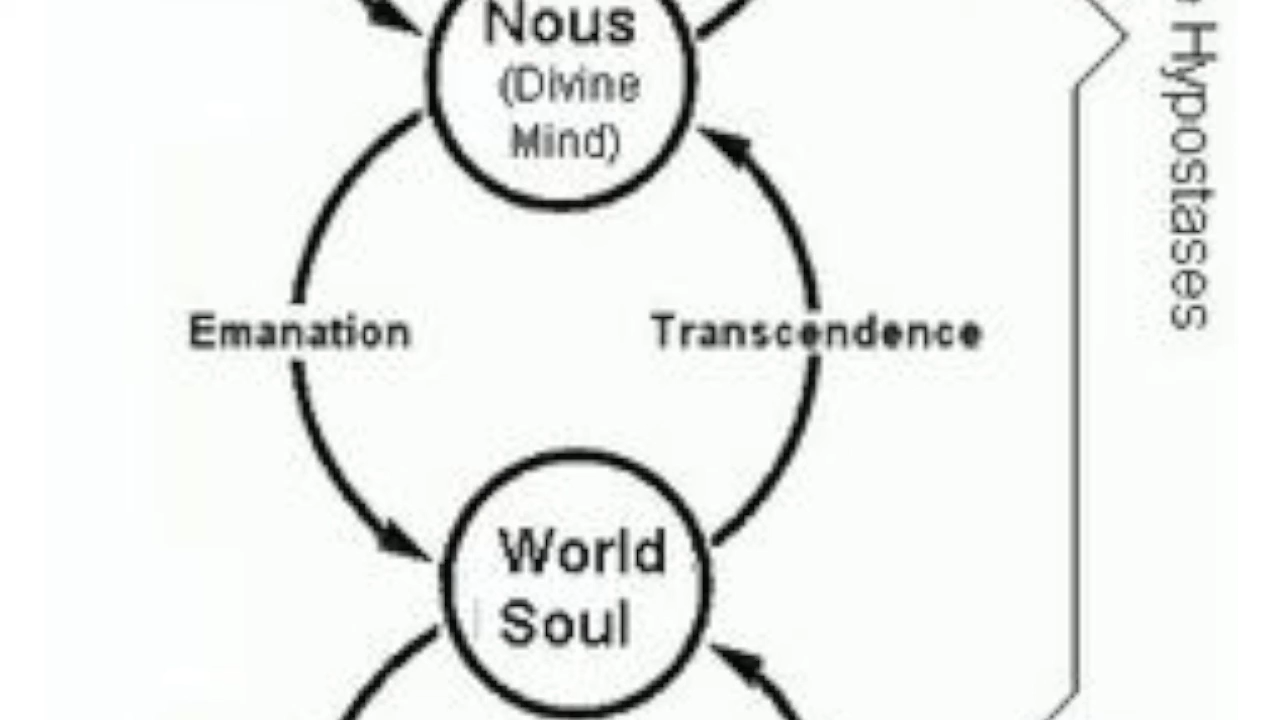 Nous
(Divine
Mind)
Emanation
Transcendence
World
Soul
Hypostases